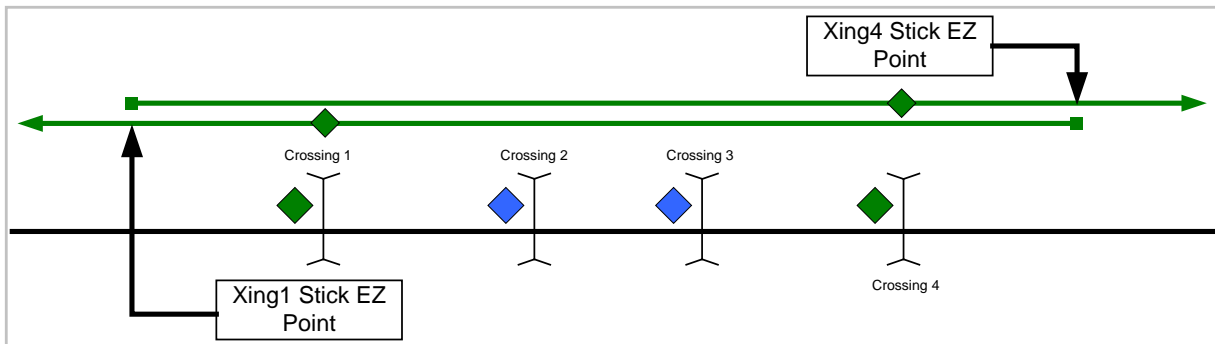 Xing4 Stick EZ
Point
Crossing 1
Crossing 2
Crossing 3
Crossing 4
Xing1 Stick EZ
Point